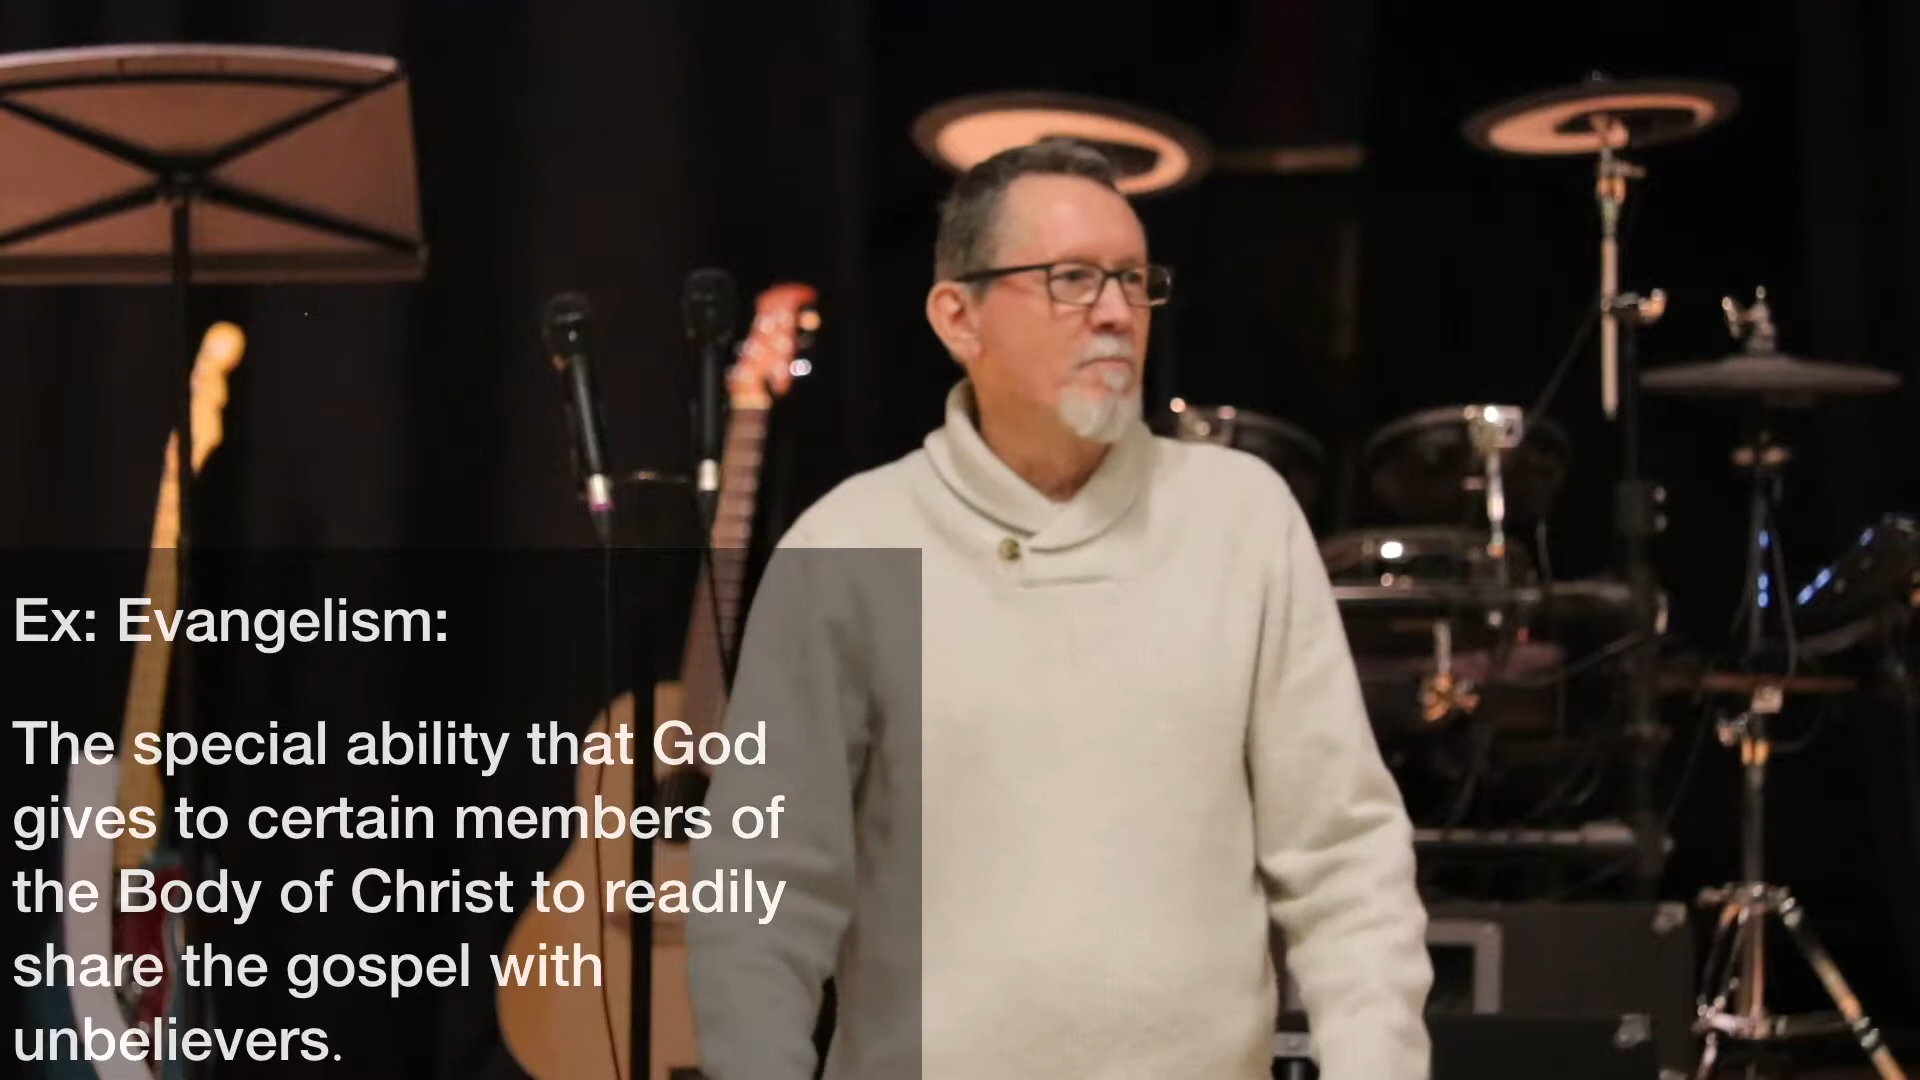 Ex: Evangelism:
The special ability that God
gives to certain members of
the Body of Christ to readily
share the gospel with
unbelievers.